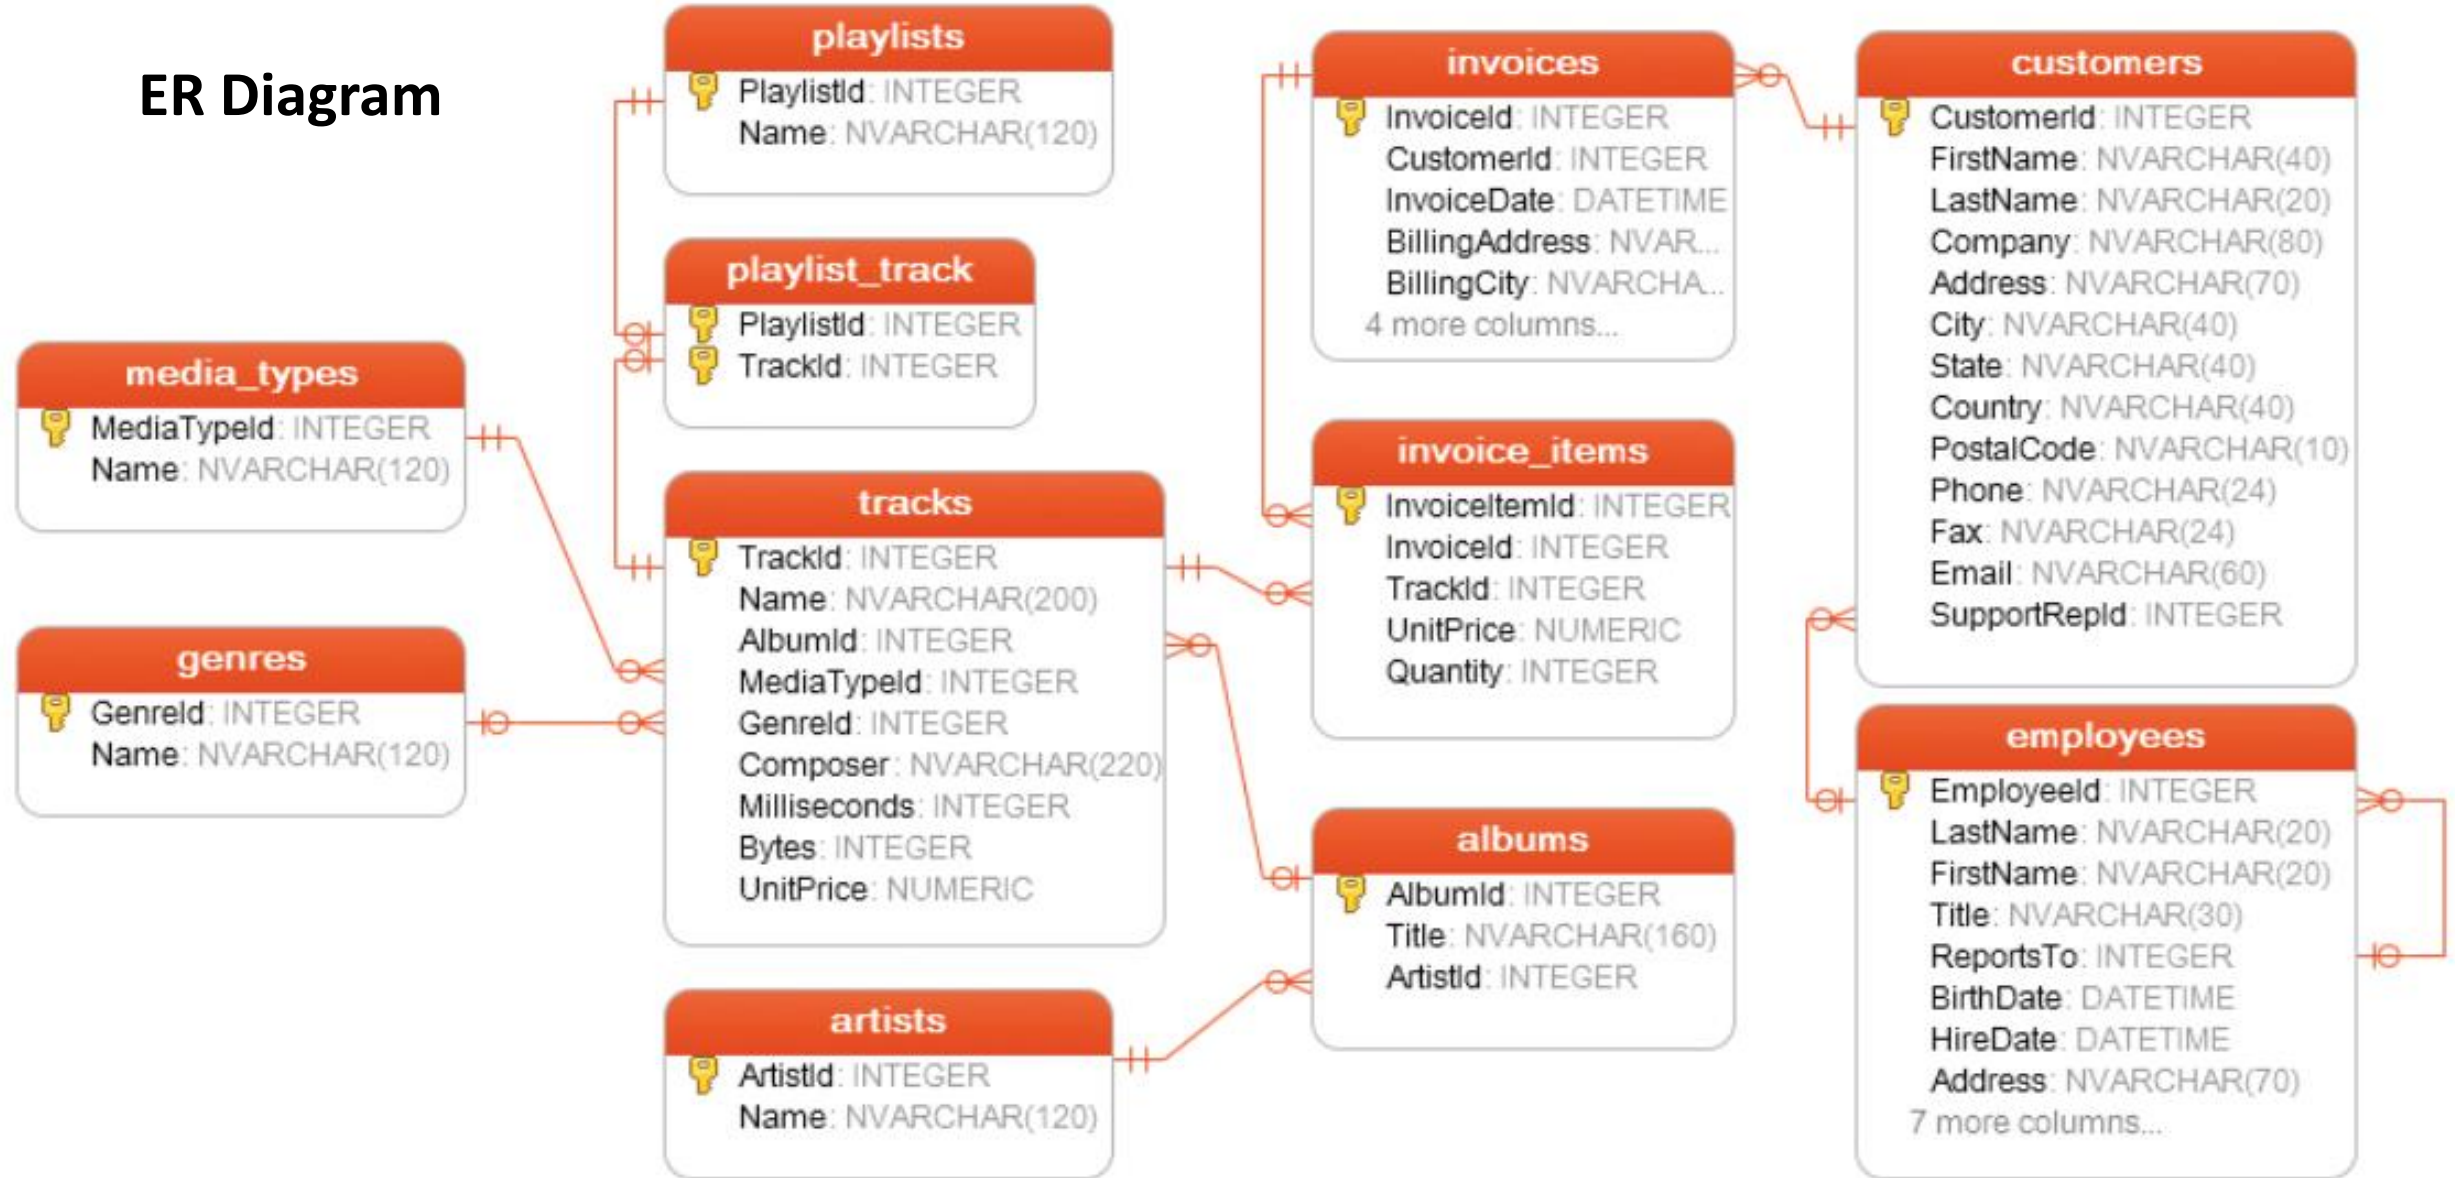 ER Diagram
playlists
PlaylistId: INTEGER
Name: NVARCHAR(120)
playlist_track
PlaylistId: INTEGER
TrackId: INTEGER
media_types
MediaTypeId: INTEGER
Name: NVARCHAR(120)
genres
GenreId: INTEGER
Name: NVARCHAR(120)
tracks
TrackId: INTEGER
Name: NVARCHAR(200)
AlbumId: INTEGER
MediaTypeId: INTEGER
GenreId: INTEGER
Composer: NVARCHAR(220)
Milliseconds: INTEGER
Bytes: INTEGER
UnitPrice: NUMERIC
artists
ArtistId: INTEGER
Name: NVARCHAR(120)
invoices
InvoiceId: INTEGER
CustomerId: INTEGER
InvoiceDate: DATETIME
BillingAddress: NVAR...
BillingCity: NVARCHA...
4 more columns...
invoice_items
InvoiceItemId: INTEGER
InvoiceId: INTEGER
TrackId: INTEGER
UnitPrice: NUMERIC
Quantity: INTEGER
albums
AlbumId: INTEGER
Title: NVARCHAR(160)
ArtistId: INTEGER
customers
CustomerId: INTEGER
FirstName: NVARCHAR(40)
LastName: NVARCHAR(20)
Company: NVARCHAR(80)
Address: NVARCHAR(70)
City: NVARCHAR(40)
State: NVARCHAR(40)
Country: NVARCHAR(40)
PostalCode: NVARCHAR(10)
Phone: NVARCHAR(24)
Fax: NVARCHAR(24)
Email: NVARCHAR(60)
SupportRepId: INTEGER
employees
EmployeeId: INTEGER
LastName: NVARCHAR(20)
FirstName: NVARCHAR(20)
Title: NVARCHAR(30)
ReportsTo: INTEGER
BirthDate: DATETIME
HireDate: DATETIME
Address: NVARCHAR(70)
7 more columns...